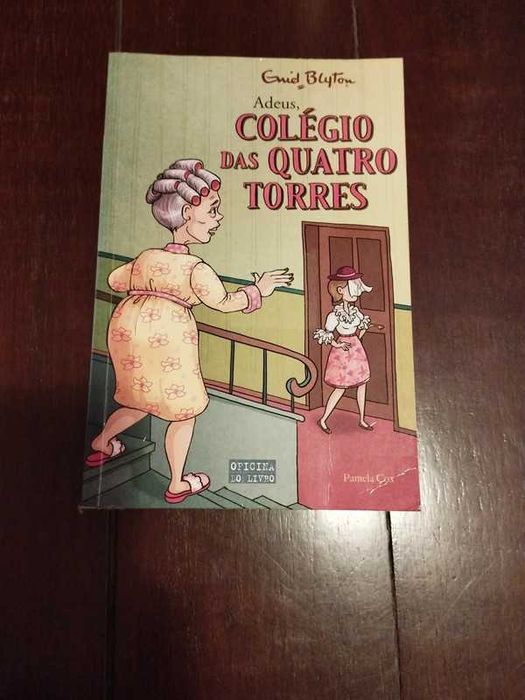 Enid Blyton
Adeus,
COLÉGIO
DAS QUATRO
TORRES
OFICINA
DO LIVRO
Pamela Cox